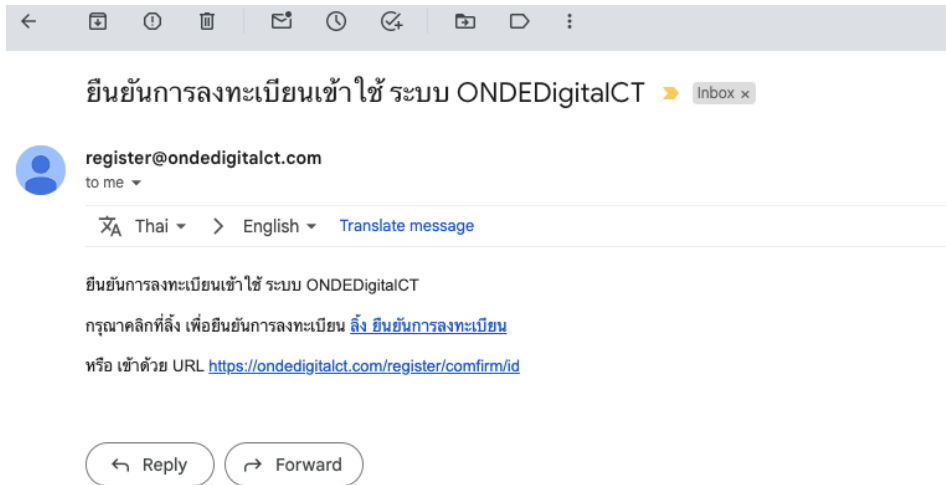 ยืนยันการลงทะเบียนเข้าใช้ ระบบ ONDEDigitalCT Inbox ×
register@ondedigitalct.com
to me
Thai > English Translate message
ยืนยันการลงทะเบียนเข้าใช้ ระบบ ONDEDigitalCT
กรุณาคลิกที่ลิ้ง เพื่อยืนยันการลงทะเบียน ลิ้ง ยืนยันการลงทะเบียน
หรือ เข้าด้วย URL https://ondedigitalct.com/register/comfirm/id
Reply Forward